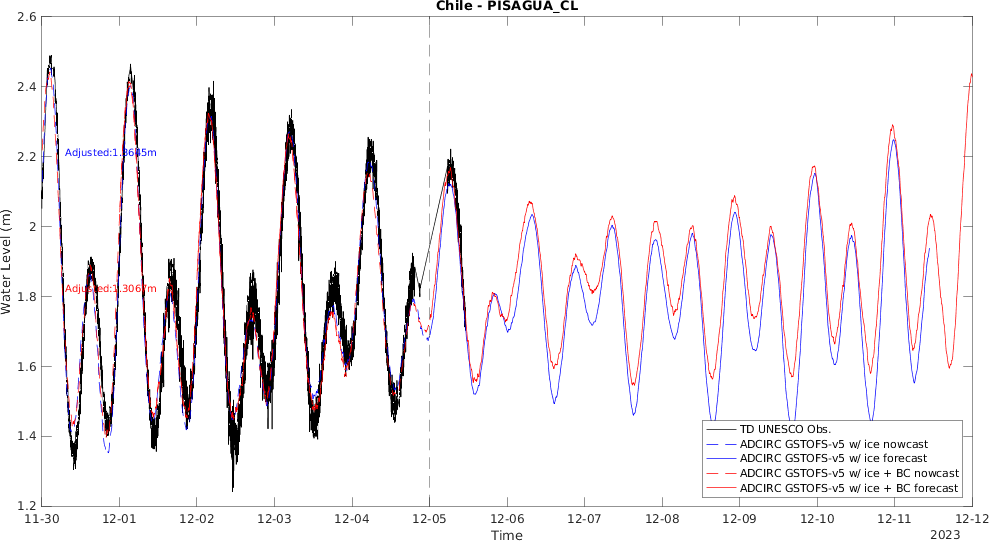 Chile - PISAGUA_CL
2.6
2.4
2.2
2
1.8
1.6
1.4
1.2
Water Level (m)
Adjusted:1.3645m
Adjusted:1.3067m
TD UNESCO Obs.
ADCIRC GSTOFS-v5 w/ ice nowcast
ADCIRC GSTOFS-v5 w/ ice forecast
ADCIRC GSTOFS-v5 w/ ice + BC nowcast
ADCIRC GSTOFS-v5 w/ ice + BC forecast
11-30 12-01 12-02 12-03 12-04 12-05 12-06 12-07 12-08 12-09 12-10 12-11 12-12
Time
2023